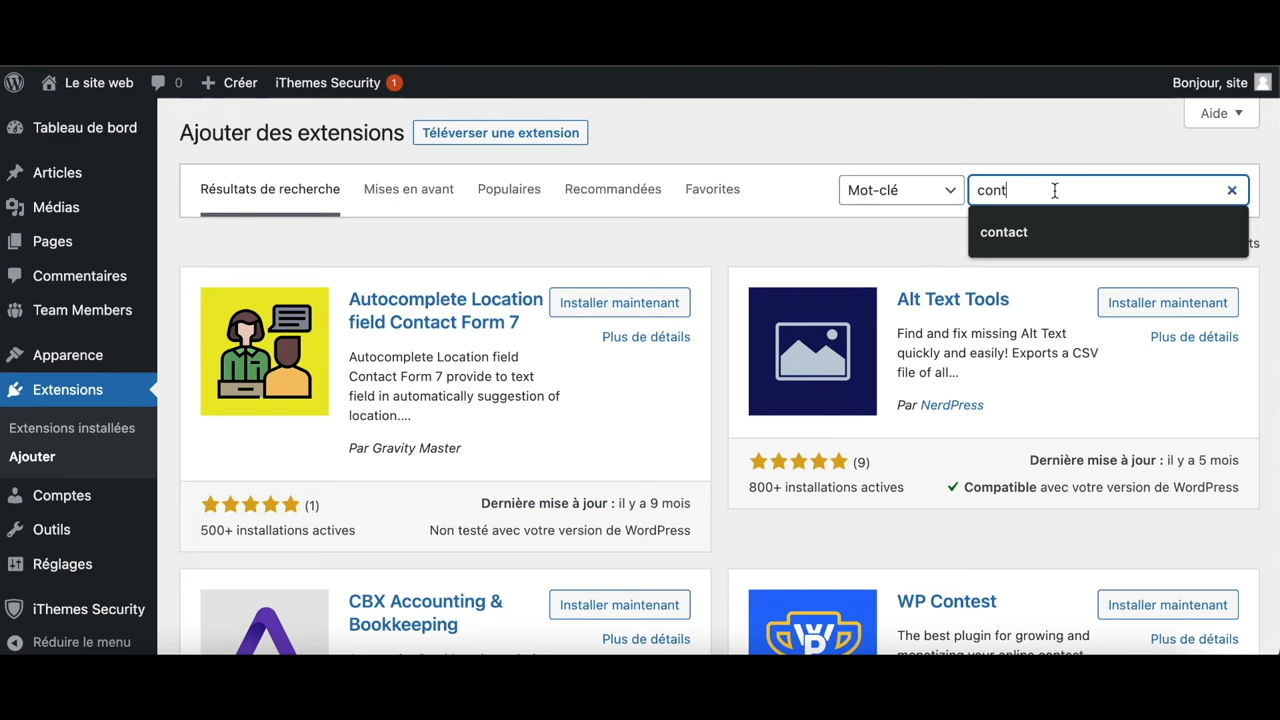 Le site web
0
Créer
iThemes Security 1
Bonjour, site
Tableau de bord
Articles
Médias
Pages
Commentaires
Team Members
Apparence
Extensions
Extensions installées
Ajouter
Comptes
Outils
Réglages
iThemes Security
Réduire le menu
Aide
Ajouter des extensions
Téléverser une extension
Résultats de recherche
Mises en avant
Populaires
Recommandées
Favorites
Mot-clé
cont
contact
ts
Autocomplete Location
field Contact Form 7
Installer maintenant
Plus de détails
Autocomplete Location field
Contact Form 7 provide to text
field in automatically suggestion of
location....
Par Gravity Master
(1)
500+ installations actives
Dernière mise à jour : il y a 9 mois
Non testé avec votre version de WordPress
Alt Text Tools
Installer maintenant
Plus de détails
Find and fix missing Alt Text
quickly and easily! Exports a CSV
file of all...
Par NerdPress
(9)
800+ installations actives
Dernière mise à jour : il y a 5 mois
Compatible avec votre version de WordPress
CBX Accounting &
Bookkeeping
Installer maintenant
Plus de détails
WP
WP Contest
Installer maintenant
Plus de détails
The best plugin for growing and
monetizing your online contest